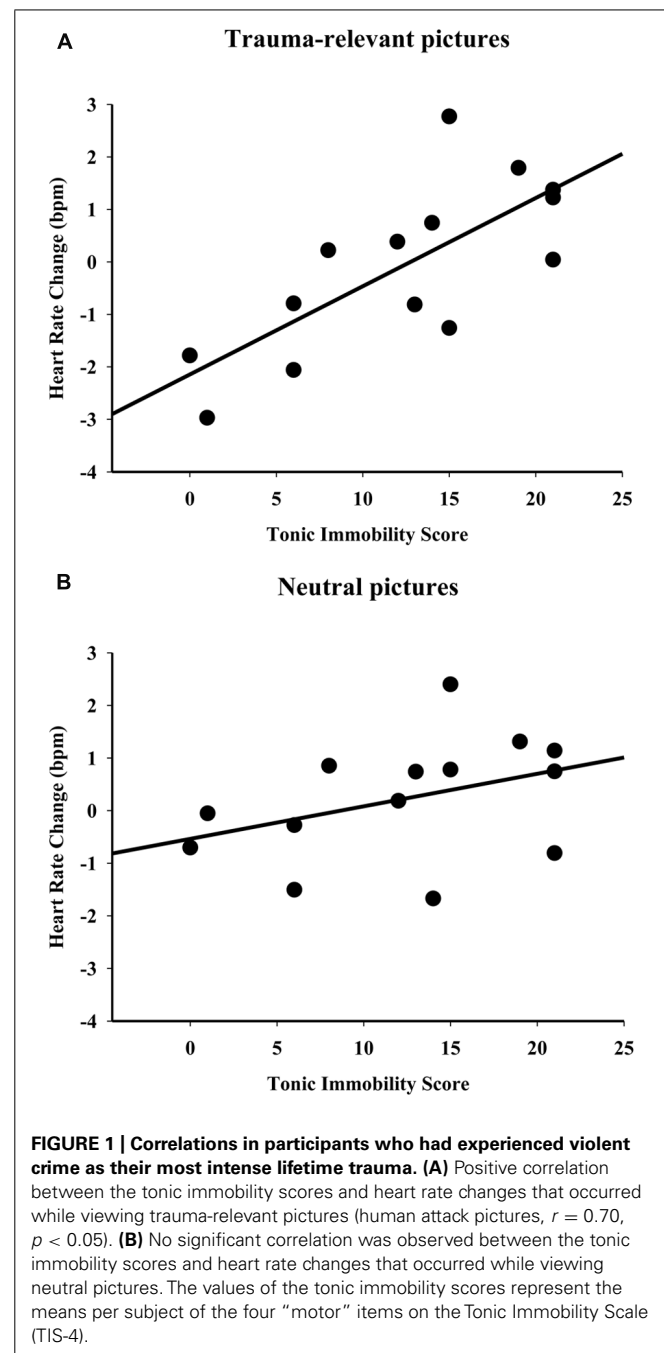 A
Trauma-relevant pictures
Heart Rate Change (bpm)
3
2
1
0
-1
-2
-3
-4
0 5 10 15 20 25
Tonic Immobility Score
B
Neutral pictures
Heart Rate Change (bpm)
3
2
1
0
-1
-2
-3
-4
0 5 10 15 20 25
Tonic Immobility Score
FIGURE 1 | Correlations in participants who had experienced violent
crime as their most intense lifetime trauma. (A) Positive correlation
between the tonic immobility scores and heart rate changes that occurred
while viewing trauma-relevant pictures (human attack pictures, r = 0.70,
p < 0.05). (B) No significant correlation was observed between the tonic
immobility scores and heart rate changes that occurred while viewing
neutral pictures. The values of the tonic immobility scores represent the
means per subject of the four “motor” items on the Tonic Immobility Scale
(TIS-4).